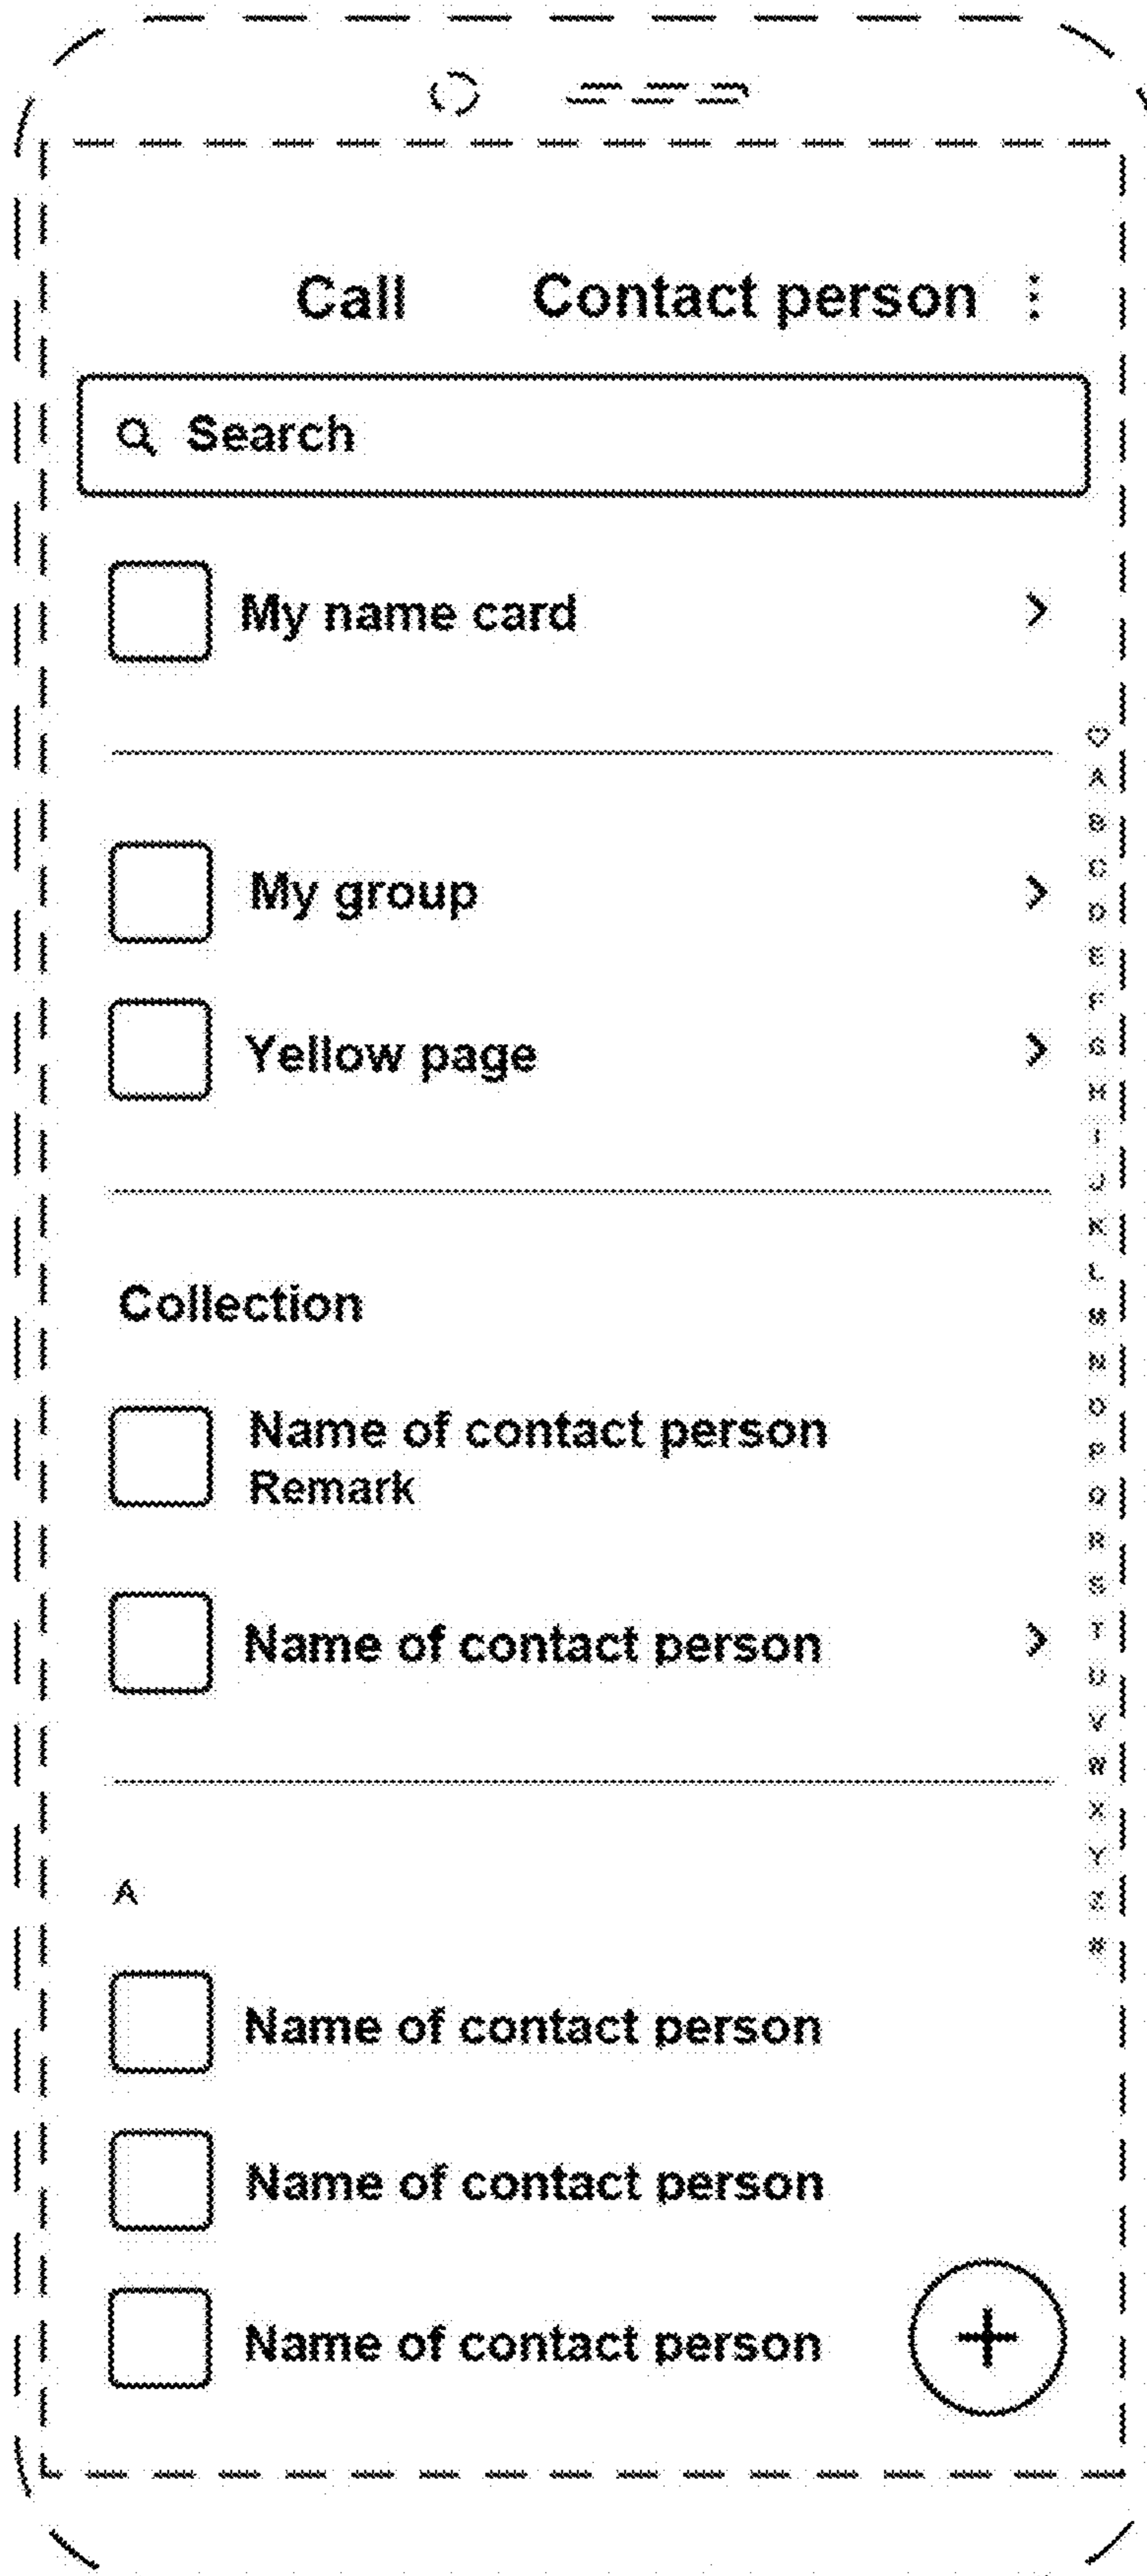 Call Contact person
Search
My name card
My group
Yellow page
Collection
Name of contact person
Remark
Name of contact person
A
Name of contact person
Name of contact person
Name of contact person
A
B
C
D
E
F
G
H
I
J
K
L
M
N
O
P
Q
R
S
T
U
V
W
X
Y
Z
#